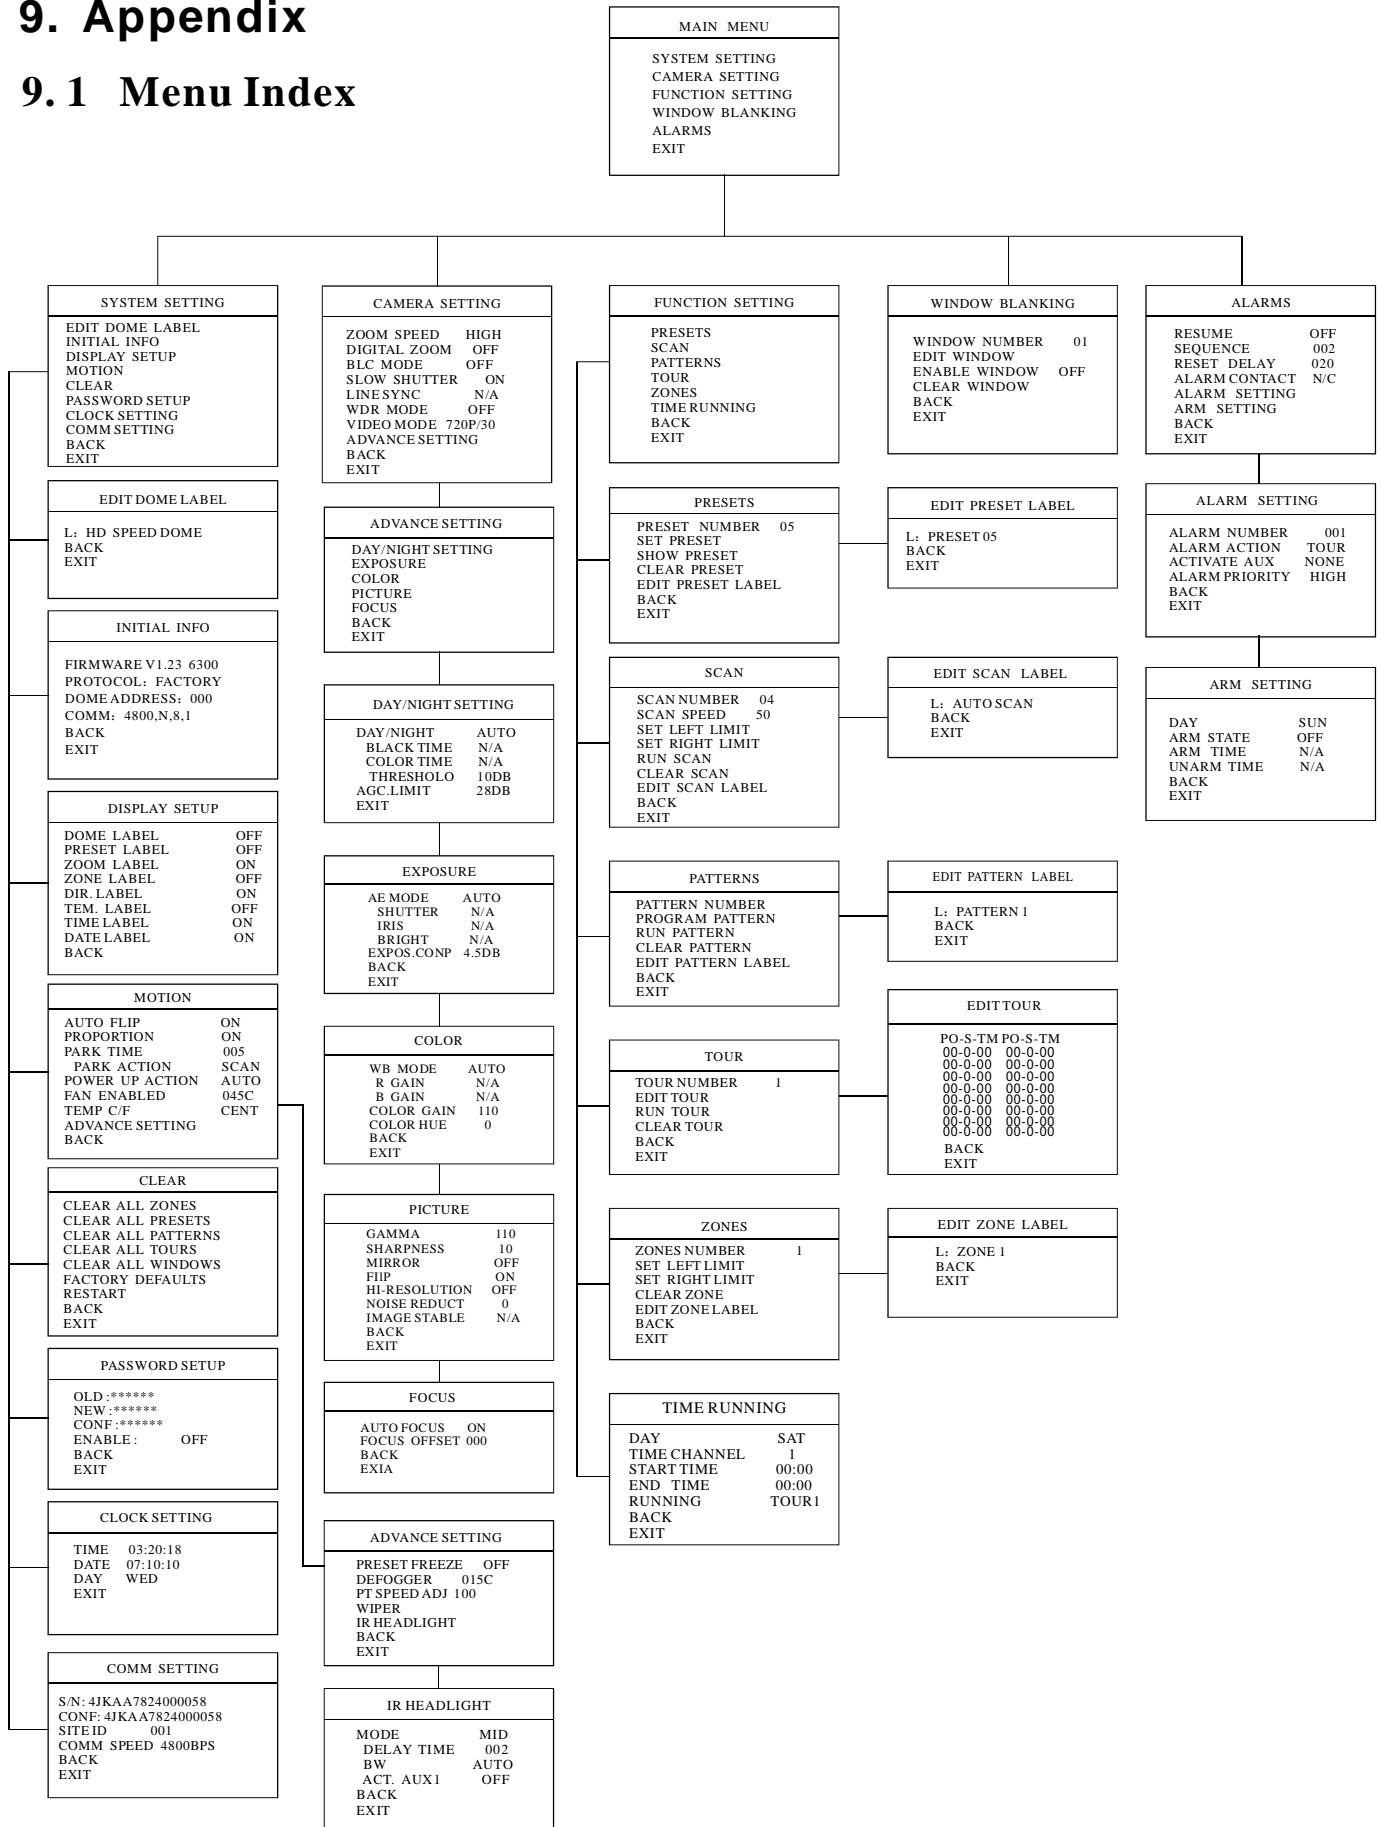 9. Appendix
9. 1 Menu Index
MAIN MENU
SYSTEM SETTING
CAMERA SETTING
FUNCTION SETTING
WINDOW BLANKING
ALARMS
EXIT
SYSTEM SETTING
EDIT DOME LABEL
INITIAL INFO
DISPLAY SETUP
MOTION
CLEAR
PASSWORD SETUP
CLOCK SETTING
COMM SETTING
BACK
EXIT
EDIT DOME LABEL
L: HD SPEED DOME
BACK
EXIT
INITIAL INFO
FIRMWARE V1.23 6300
PROTOCOL: FACTORY
DOME ADDRESS: 000
COMM: 4800,N,8,1
BACK
EXIT
DISPLAY SETUP
DOME LABEL OFF
PRESET LABEL OFF
ZOOM LABEL ON
ZONE LABEL OFF
DIR. LABEL ON
TEM. LABEL OFF
TIME LABEL ON
DATE LABEL ON
BACK
MOTION
AUTO FLIP ON
PROPORTION ON
PARK TIME 005
PARK ACTION SCAN
POWER UP ACTION AUTO
FAN ENABLED 045C
TEMP C/F CENT
ADVANCE SETTING
BACK
CLEAR
CLEAR ALL ZONES
CLEAR ALL PRESETS
CLEAR ALL PATTERNS
CLEAR ALL TOURS
CLEAR ALL WINDOWS
FACTORY DEFAULTS
RESTART
BACK
EXIT
PASSWORD SETUP
OLD :******
NEW :******
CONF :******
ENABLE : OFF
BACK
EXIT
CLOCK SETTING
TIME 03:20:18
DATE 07:10:10
DAY WED
EXIT
COMM SETTING
S/N: 4JKAA7824000058
CONF: 4JKAA7824000058
SITE ID 001
COMM SPEED 4800BPS
BACK
EXIT
CAMERA SETTING
ZOOM SPEED HIGH
DIGITAL ZOOM OFF
BLC MODE OFF
SLOW SHUTTER ON
LINE SYNC N/A
WDR MODE OFF
VIDEO MODE 720P/30
ADVANCE SETTING
BACK
EXIT
ADVANCE SETTING
DAY/NIGHT SETTING
EXPOSURE
COLOR
PICTURE
FOCUS
BACK
EXIT
DAY/NIGHT SETTING
DAY/NIGHT AUTO
BLACK TIME N/A
COLOR TIME N/A
THRESHOLO 10DB
AGC.LIMIT 28DB
EXIT
EXPOSURE
AE MODE AUTO
SHUTTER N/A
IRIS N/A
BRIGHT N/A
EXPOS.CONP 4.5DB
BACK
EXIT
COLOR
WB MODE AUTO
R GAIN N/A
B GAIN N/A
COLOR GAIN 110
COLOR HUE 0
BACK
EXIT
PICTURE
GAMMA 110
SHARPNESS 10
MIRROR OFF
FIIP ON
HI-RESOLUTION OFF
NOISE REDUCT 0
IMAGE STABLE N/A
BACK
EXIT
FOCUS
AUTO FOCUS ON
FOCUS OFFSET 000
BACK
EXIA
ADVANCE SETTING
PRESET FREEZE OFF
DEFOGGER 015C
PT SPEED ADJ 100
WIPER
IR HEADLIGHT
BACK
EXIT
IR HEADLIGHT
MODE MID
DELAY TIME 002
BW AUTO
ACT. AUX1 OFF
BACK
EXIT
FUNCTION SETTING
PRESETS
SCAN
PATTERNS
TOUR
ZONES
TIME RUNNING
BACK
EXIT
PRESETS
PRESET NUMBER 05
SET PRESET
SHOW PRESET
CLEAR PRESET
EDIT PRESET LABEL
BACK
EXIT
SCAN
SCAN NUMBER 04
SCAN SPEED 50
SET LEFT LIMIT
SET RIGHT LIMIT
RUN SCAN
CLEAR SCAN
EDIT SCAN LABEL
BACK
EXIT
PATTERNS
PATTERN NUMBER
PROGRAM PATTERN
RUN PATTERN
CLEAR PATTERN
EDIT PATTERN LABEL
BACK
EXIT
TOUR
TOUR NUMBER 1
EDIT TOUR
RUN TOUR
CLEAR TOUR
BACK
EXIT
ZONES
ZONES NUMBER 1
SET LEFT LIMIT
SET RIGHT LIMIT
CLEAR ZONE
EDIT ZONE LABEL
BACK
EXIT
TIME RUNNING
DAY SAT
TIME CHANNEL 1
START TIME 00:00
END TIME 00:00
RUNNING TOUR1
BACK
EXIT
WINDOW BLANKING
WINDOW NUMBER 01
EDIT WINDOW
ENABLE WINDOW OFF
CLEAR WINDOW
BACK
EXIT
EDIT PRESET LABEL
L: PRESET 05
BACK
EXIT
EDIT SCAN LABEL
L: AUTO SCAN
BACK
EXIT
EDIT PATTERN LABEL
L: PATTERN 1
BACK
EXIT
EDIT TOUR
PO-S-TM PO-S-TM
00-0-00 00-0-00
00-0-00 00-0-00
00-0-00 00-0-00
00-0-00 00-0-00
00-0-00 00-0-00
00-0-00 00-0-00
00-0-00 00-0-00
00-0-00 00-0-00
BACK
EXIT
EDIT ZONE LABEL
L: ZONE 1
BACK
EXIT
ALARMS
RESUME OFF
SEQUENCE 002
RESET DELAY 020
ALARM CONTACT N/C
ALARM SETTING
ARM SETTING
BACK
EXIT
ALARM SETTING
ALARM NUMBER 001
ALARM ACTION TOUR
ACTIVATE AUX NONE
ALARM PRIORITY HIGH
BACK
EXIT
ARM SETTING
DAY SUN
ARM STATE OFF
ARM TIME N/A
UNARM TIME N/A
BACK
EXIT